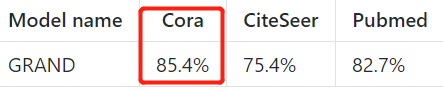 Model name Cora CiteSeer Pubmed
GRAND 85.4% 75.4% 82.7%